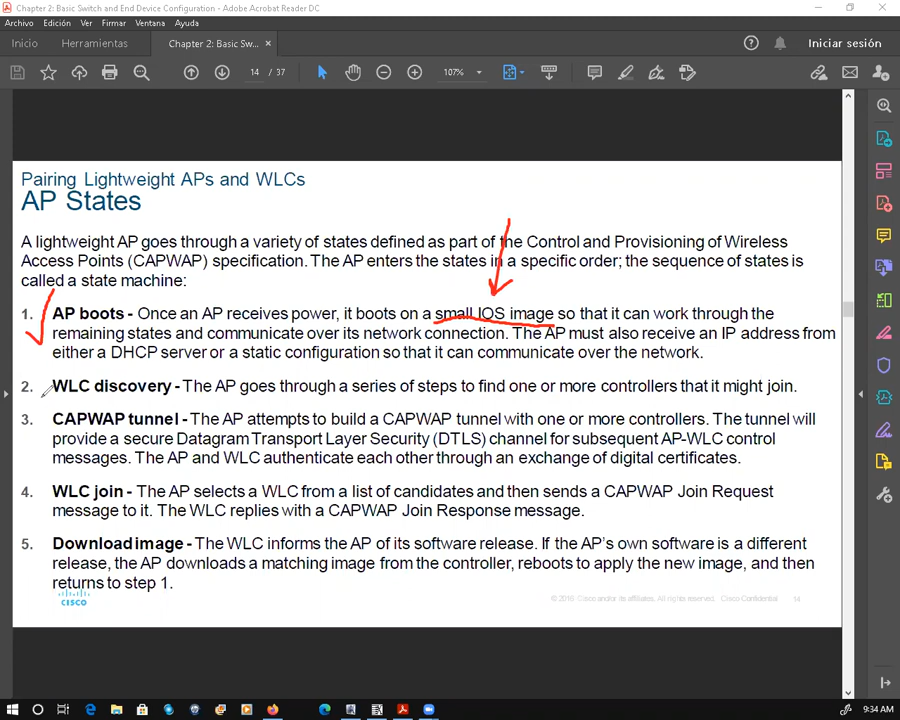 Chapter 2: Basic Switch and End Device Configuration - Adobe Acrobat Reader DC
Archivo Edición Ver Firmar Ventana Ayuda
Inicio Herramientas Chapter 2: Basic Sw... × Iniciar sesión
14 / 37 107%
Pairing Lightweight APs and WLCs
AP States
A lightweight AP goes through a variety of states defined as part of the Control and Provisioning of Wireless
Access Points (CAPWAP) specification. The AP enters the states in a specific order; the sequence of states is
called a state machine:
1. AP boots - Once an AP receives power, it boots on a small IOS image so that it can work through the
remaining states and communicate over its network connection. The AP must also receive an IP address from
either a DHCP server or a static configuration so that it can communicate over the network.
2. WLC discovery - The AP goes through a series of steps to find one or more controllers that it might join.
3. CAPWAP tunnel - The AP attempts to build a CAPWAP tunnel with one or more controllers. The tunnel will
provide a secure Datagram Transport Layer Security (DTLS) channel for subsequent AP-WLC control
messages. The AP and WLC authenticate each other through an exchange of digital certificates.
4. WLC join - The AP selects a WLC from a list of candidates and then sends a CAPWAP Join Request
message to it. The WLC replies with a CAPWAP Join Response message.
5. Download image - The WLC informs the AP of its software release. If the AP's own software is a different
release, the AP downloads a matching image from the controller, reboots to apply the new image, and then
returns to step 1.
CISCO
© 2016 Cisco and/or its affiliates. All rights reserved. Cisco Confidential 14
9:34 AM